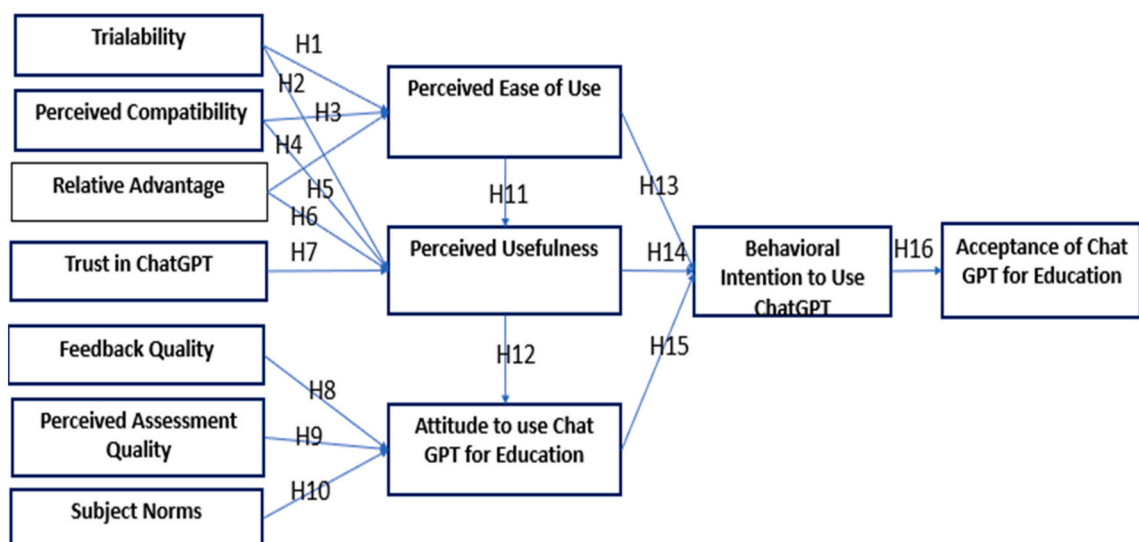 Trialability
Perceived Compatibility
Relative Advantage
Trust in ChatGPT
Feedback Quality
Perceived Assessment
Quality
Subject Norms
H1
H2
H3
H4
H5
H6
H7
H8
H9
H10
Perceived Ease of Use
H11
Perceived Usefulness
H12
Attitude to use Chat
GPT for Education
H13
H14
H15
Behavioral
Intention to Use
ChatGPT
H16
Acceptance of Chat
GPT for Education